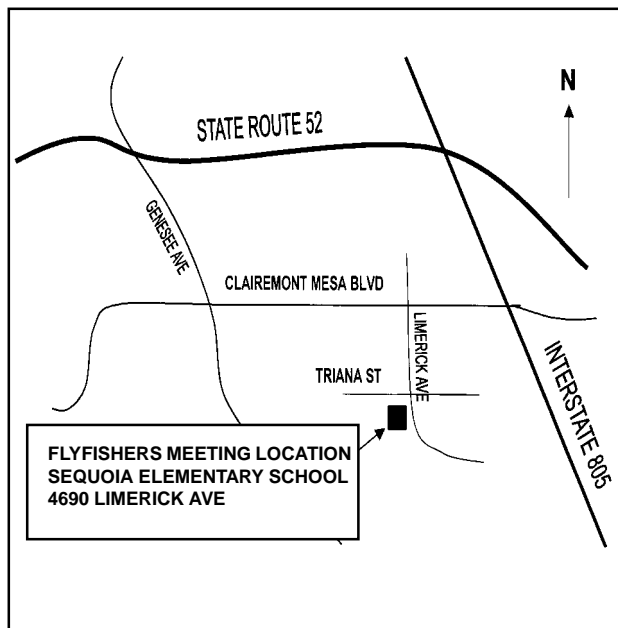 N
STATE ROUTE 52
GENESEE AVE
CLAIREMONT MESA BLVD
LIMERICK AVE
TRIANA ST
INTERSTATE 805
FLYFISHERS MEETING LOCATION
SEQUOIA ELEMENTARY SCHOOL
4690 LIMERICK AVE